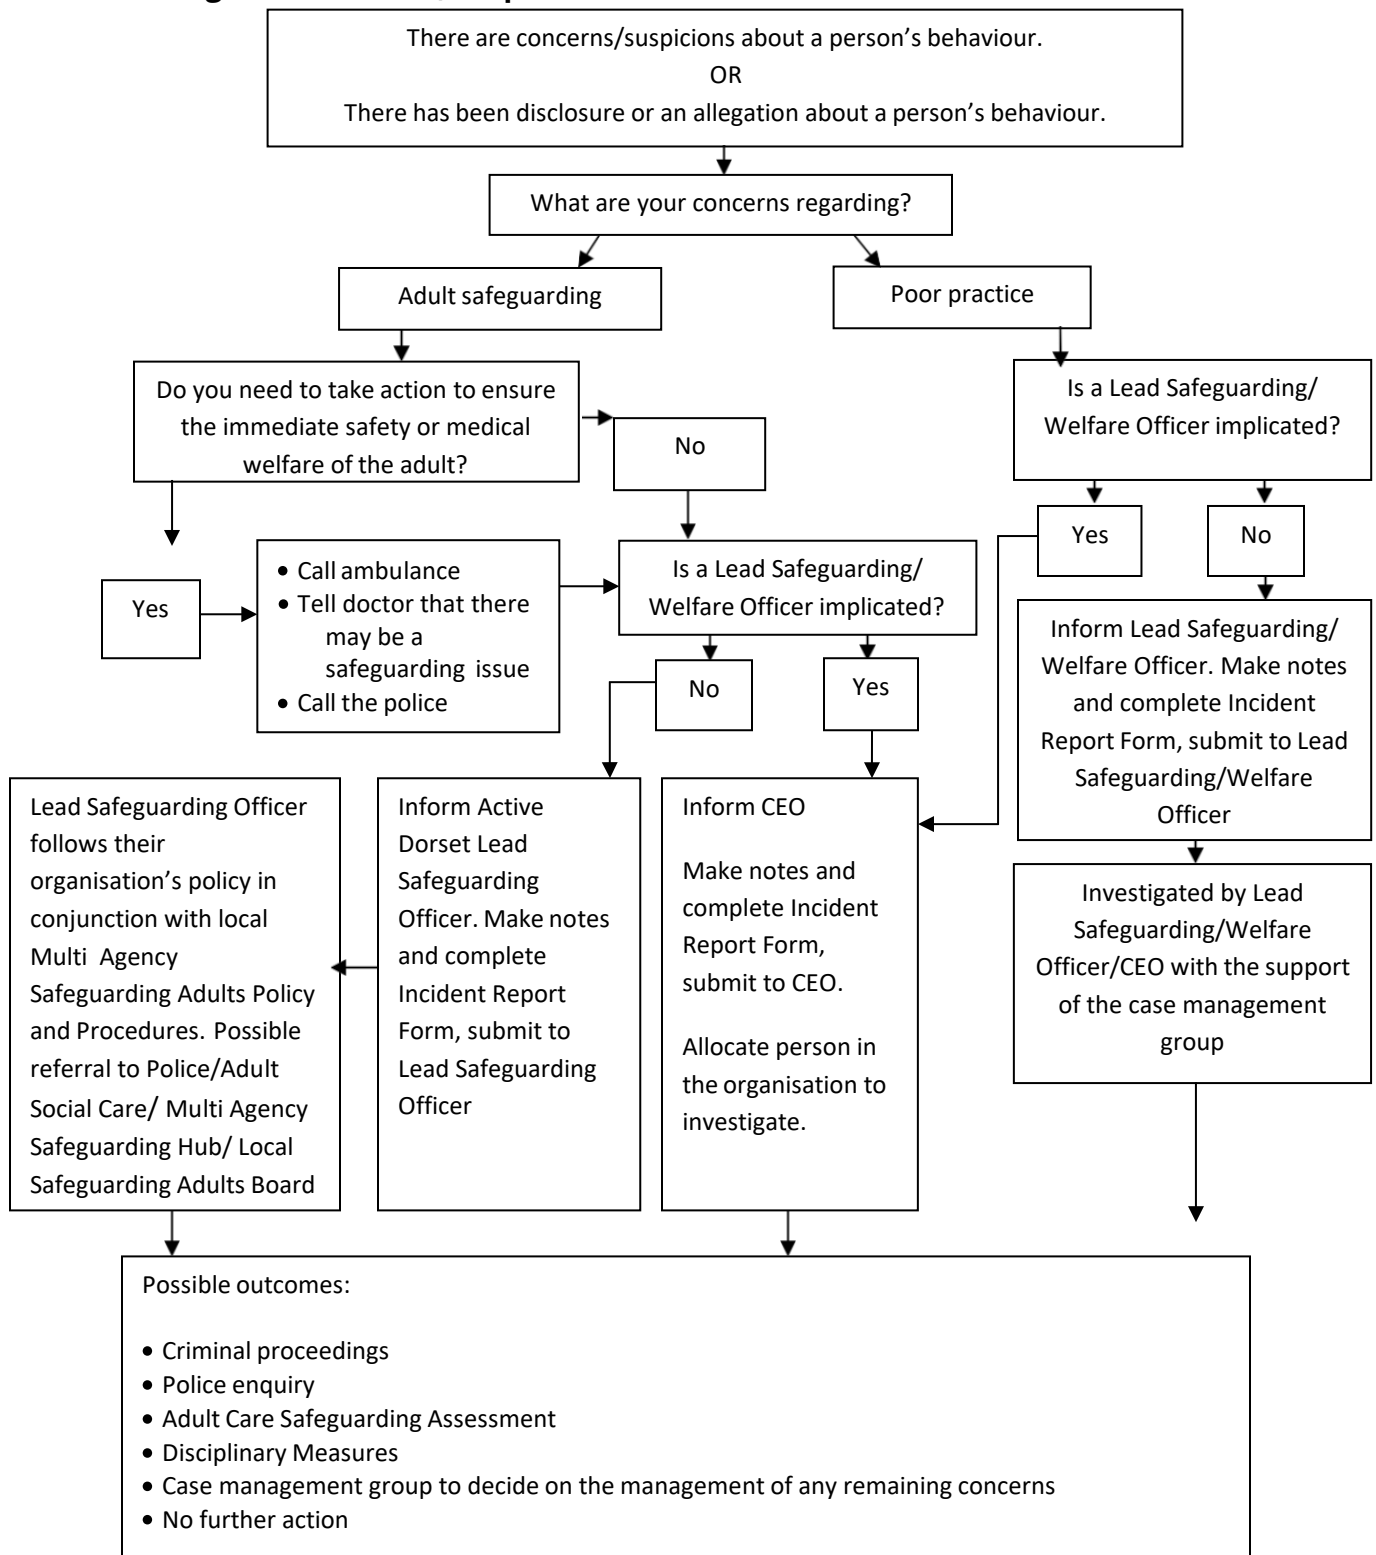 There are concerns/suspicions about a person’s behaviour.
OR
There has been disclosure or an allegation about a person’s behaviour.
What are your concerns regarding?
Adult safeguarding
Poor practice
Do you need to take action to ensure
the immediate safety or medical
welfare of the adult?
No
Is a Lead Safeguarding/
Welfare Officer implicated?
Yes
No
Yes
• Call ambulance
• Tell doctor that there
may be a
safeguarding issue
• Call the police
Is a Lead Safeguarding/
Welfare Officer implicated?
No
Yes
Inform Lead Safeguarding/
Welfare Officer. Make notes
and complete Incident
Report Form, submit to Lead
Safeguarding/Welfare
Officer
Lead Safeguarding Officer
follows their
organisation’s policy in
conjunction with local
Multi Agency
Safeguarding Adults Policy
and Procedures. Possible
referral to Police/Adult
Social Care/ Multi Agency
Safeguarding Hub/ Local
Safeguarding Adults Board
Inform Active
Dorset Lead
Safeguarding
Officer. Make notes
and complete
Incident Report
Form, submit to
Lead Safeguarding
Officer
Inform CEO
Make notes and
complete Incident
Report Form,
submit to CEO.
Allocate person in
the organisation to
investigate.
Investigated by Lead
Safeguarding/Welfare
Officer/CEO with the support
of the case management
group
Possible outcomes:
• Criminal proceedings
• Police enquiry
• Adult Care Safeguarding Assessment
• Disciplinary Measures
• Case management group to decide on the management of any remaining concerns
• No further action